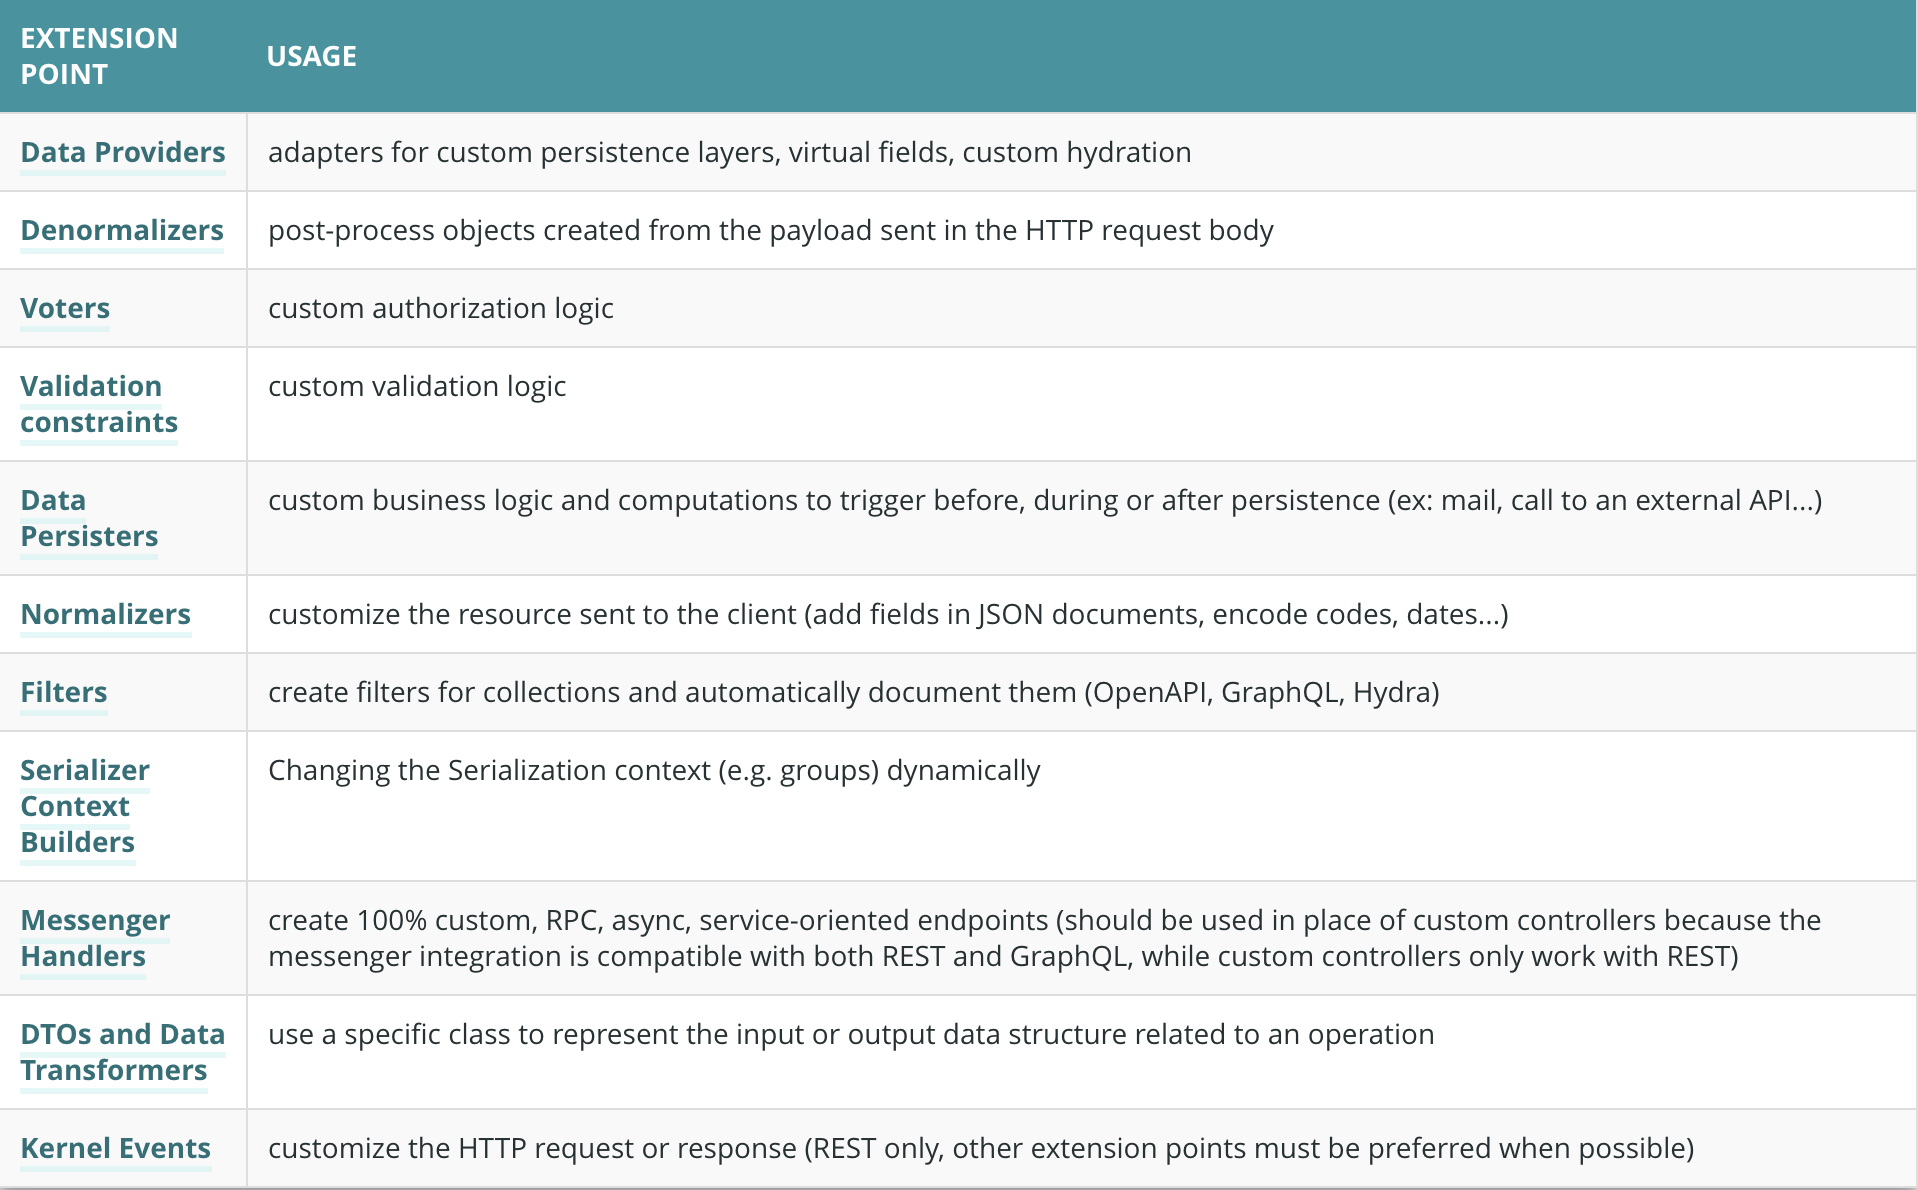 EXTENSION
POINT
USAGE
Data Providers
adapters for custom persistence layers, virtual fields, custom hydration
Denormalizers
post-process objects created from the payload sent in the HTTP request body
Voters
custom authorization logic
Validation
constraints
custom validation logic
Data
Persisters
custom business logic and computations to trigger before, during or after persistence (ex: mail, call to an external API...)
Normalizers
customize the resource sent to the client (add fields in JSON documents, encode codes, dates...)
Filters
create filters for collections and automatically document them (OpenAPI, GraphQL, Hydra)
Serializer
Context
Builders
Changing the Serialization context (e.g. groups) dynamically
Messenger
Handlers
create 100% custom, RPC, async, service-oriented endpoints (should be used in place of custom controllers because the
messenger integration is compatible with both REST and GraphQL, while custom controllers only work with REST)
DTOs and Data
Transformers
use a specific class to represent the input or output data structure related to an operation
Kernel Events
customize the HTTP request or response (REST only, other extension points must be preferred when possible)